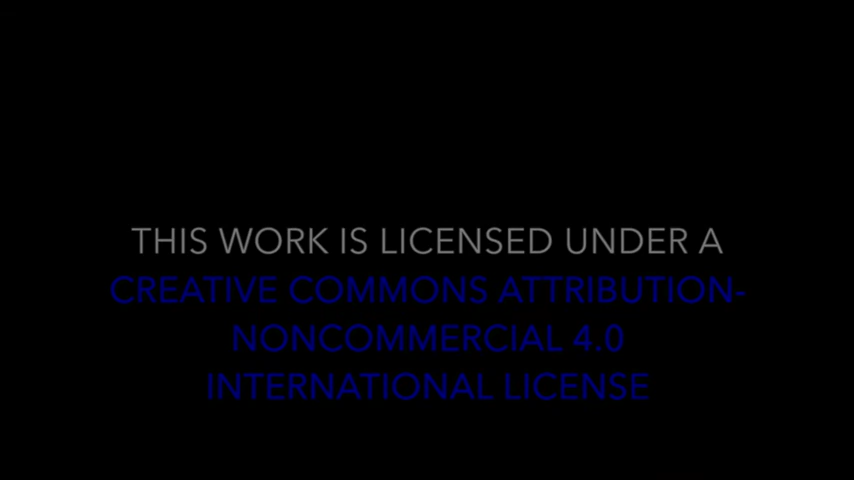 THIS WORK IS LICENSED UNDER A
CREATIVE COMMONS ATTRIBUTION-
NONCOMMERCIAL 4.0
INTERNATIONAL LICENSE